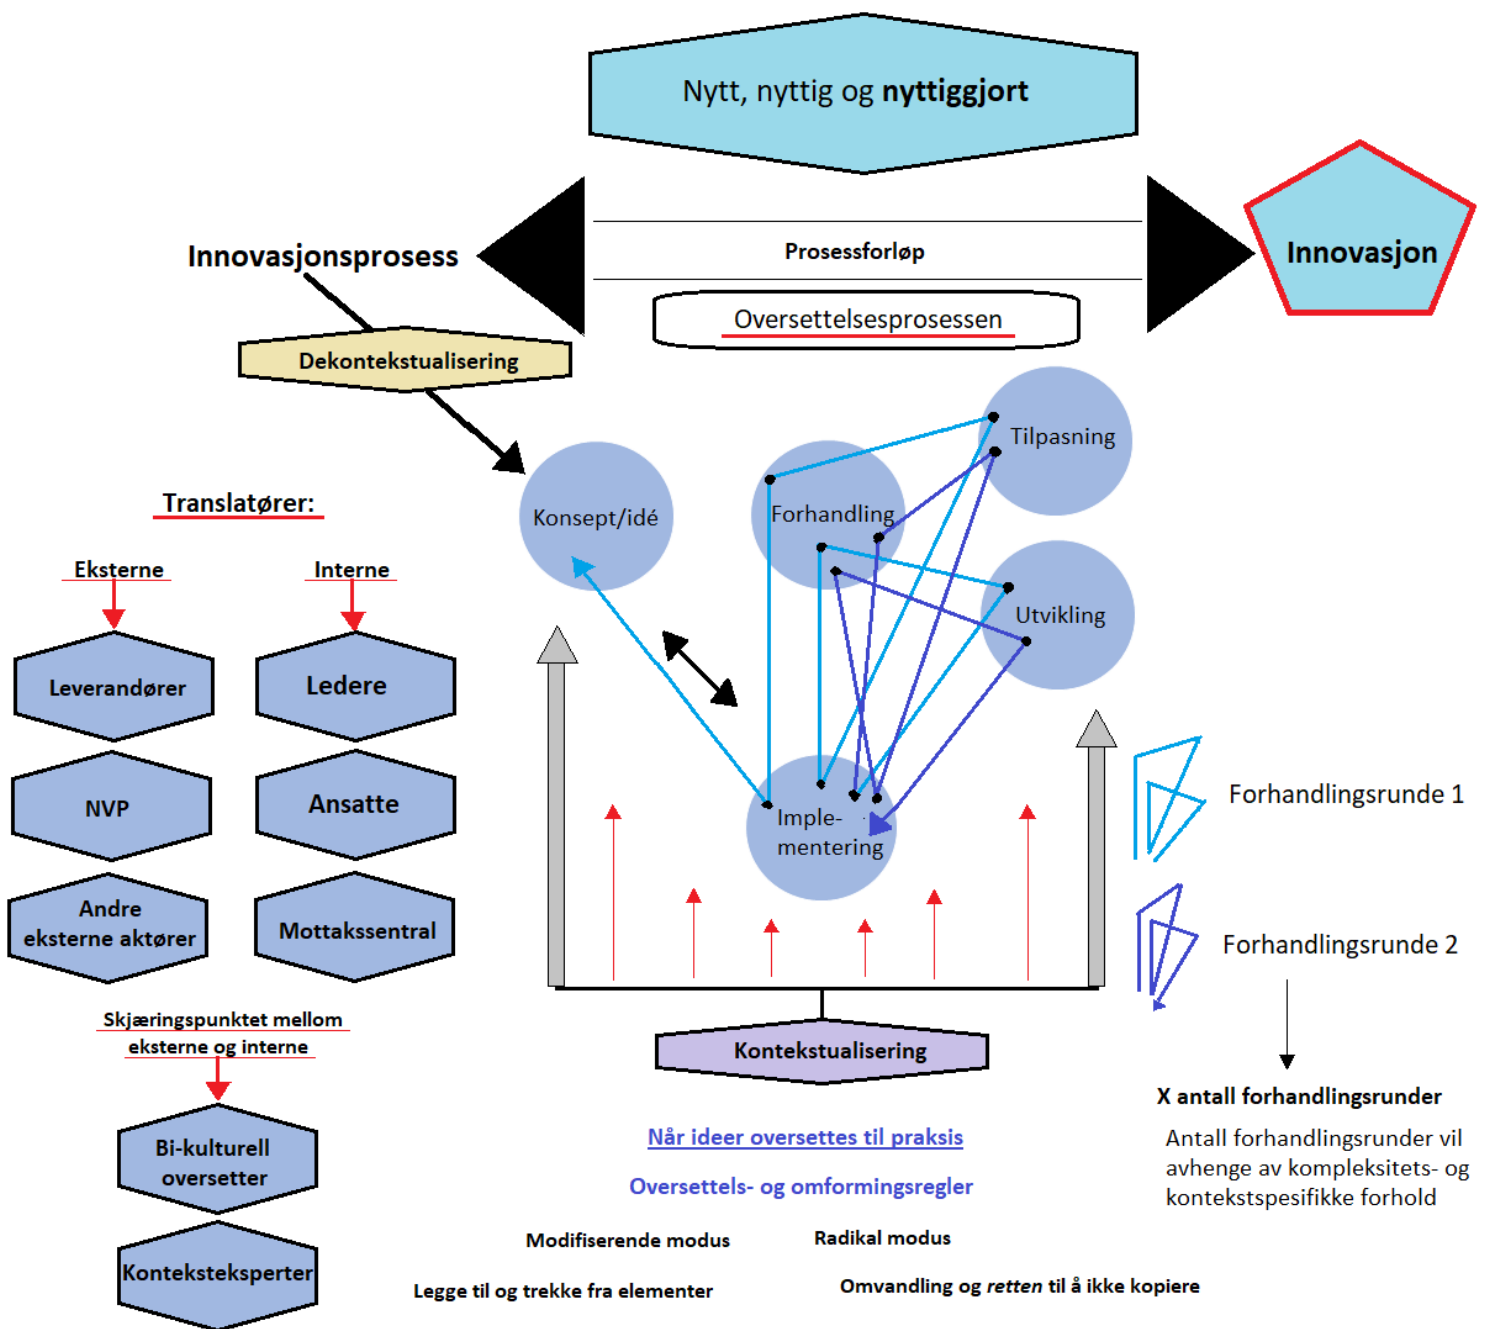 Nytt, nyttig og nyttiggjort
Innovasjonsprosess
Prosessforløp
Innovasjon
Oversettelsesprosessen
Dekontekstualisering
Konsept/idé
Forhandling
Tilpasning
Utvikling
Imple-
mentering
Translatører:
Eksterne
Interne
Leverandører
Ledere
NVP
Ansatte
Andre
eksterne aktører
Mottakssentral
Skjæringspunktet mellom
eksterne og interne
Bi-kulturell
oversetter
Konteksteksperter
Forhandlingsrunde 1
Forhandlingsrunde 2
X antall forhandlingsrunder
Antall forhandlingsrunder vil
avhenge av kompleksitets- og
kontekstspesifikke forhold
Kontekstualisering
Når ideer oversettes til praksis
Oversettels- og omformingsregler
Modifiserende modus
Radikal modus
Legge til og trekke fra elementer
Omvandling og retten til å ikke kopiere